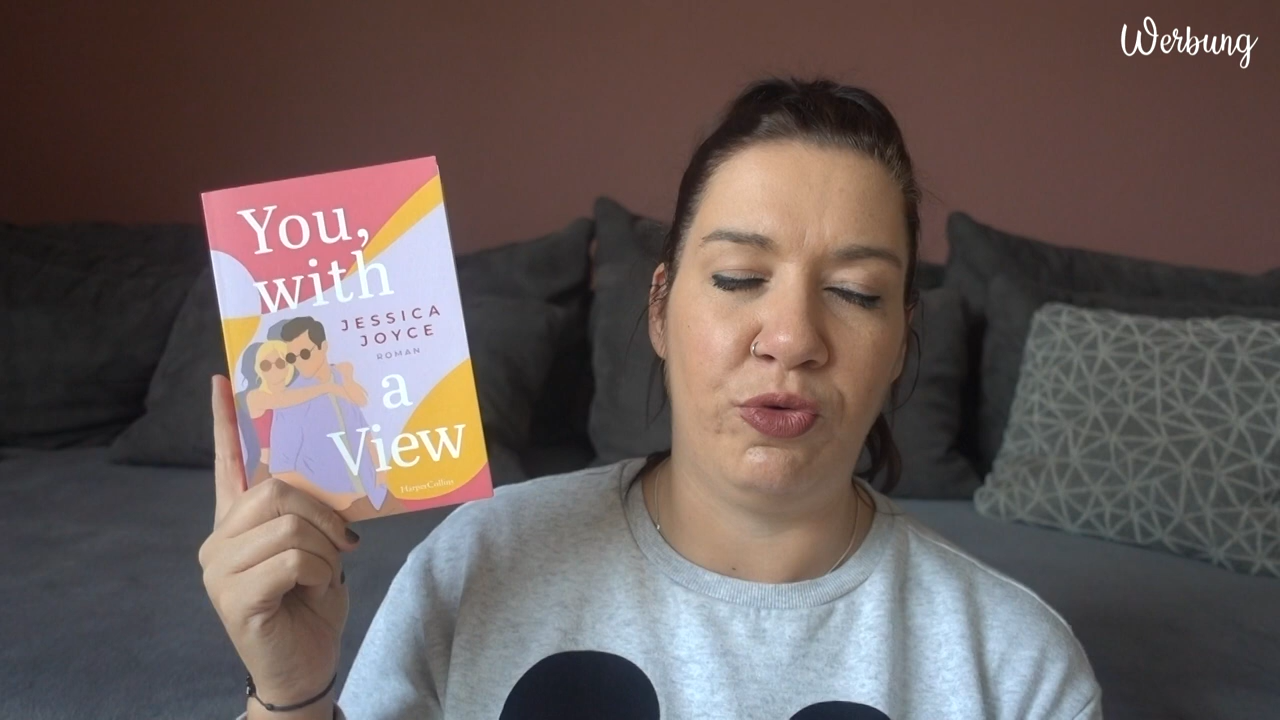 Werbung
You,
with
JESSICA
JOYCE
ROMAN
a
View
HarperCollins